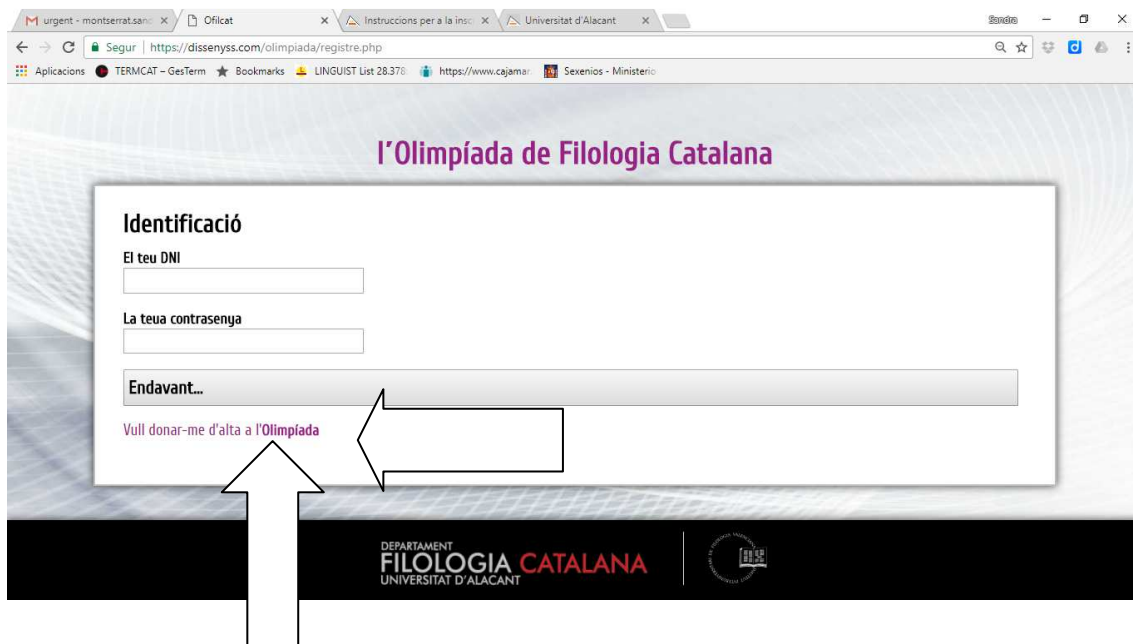 urgent - montserrat.san
Ofilcat
Instruccions per a la insc
Universitat d'Alacant
Sandra
Segur | https://dissenyss.com/olimpiada/registre.php
Aplicacions
TERMCAT – GesTerm
Bookmarks
LINGUIST List 28.378
https://www.cajamar.
Sexenios - Ministerio
l'Olimpíada de Filologia Catalana
Identificació
El teu DNI
La teua contrasenya
Endavant...
Vull donar-me d'alta a l'Olimpíada
DEPARTAMENT
FILOLOGIA CATALANA
UNIVERSITAT D'ALACANT